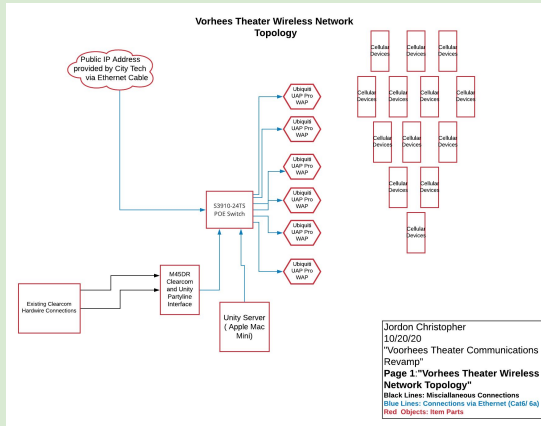 Vorhees Theater Wireless Network
Topology
Public IP Address
provided by City Tech
via Ethernet Cable
Ubiquiti
UAP Pro
WAP
Ubiquiti
UAP Pro
WAP
Ubiquiti
UAP Pro
WAP
Ubiquiti
UAP Pro
WAP
Ubiquiti
UAP Pro
WAP
Ubiquiti
UAP Pro
WAP
S3910-24TS
POE Switch
M45DR
Clearcom
and Unity
Partyline
Interface
Existing Clearcom
Hardwire Connections
Unity Server
( Apple Mac
Mini)
Cellular
Devices
Cellular
Devices
Cellular
Devices
Cellular
Devices
Cellular
Devices
Cellular
Devices
Cellular
Devices
Cellular
Devices
Cellular
Devices
Cellular
Devices
Cellular
Devices
Cellular
Devices
Cellular
Devices
Jordon Christopher
10/20/20
"Voorhees Theater Communications
Revamp"
Page 1:"Vorhees Theater Wireless
Network Topology"
Black Lines: Misciallaneous Connections
Blue Lines: Connections via Ethernet (Cat6/ 6a)
Red Objects: Item Parts